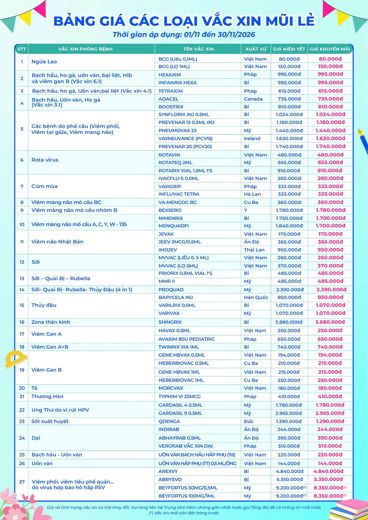 BẢNG GIÁ CÁC LOẠI VẮC XIN MŨI LẺ
Thời gian áp dụng: 01/11 đến 30/11/2026
STT VẮC XIN PHÒNG BỆNH TÊN VẮC XIN XUẤT XỨ GIÁ NIÊM YẾT GIÁ KHUYẾN MÃI
1 Ngừa Lao
BCG (Liều 0,1ML) Việt Nam 80.000đ 80.000đ
BCG (LỌ 1ML) Việt Nam 150.000đ 150.000đ
2 Bạch hầu, ho gà, uốn ván, bại liệt, Hib
và viêm gan B (Vắc xin 6.1)
HEXAXIM Pháp 995.000đ 995.000đ
INFANRIX HEXA Bỉ 995.000đ 995.000đ
3 Bạch hầu, ho gà, Uốn ván,bại liệt (Vắc xin 4.1) TETRAXIM Pháp 615.000đ 615.000đ
4 Bạch hầu, Uốn ván, Ho gà
(Vắc xin 3.1)
ADACEL Canada 735.000đ 735.000đ
BOOSTRIX Bỉ 810.000đ 810.000đ
5 Các bệnh do phế cầu (Viêm phổi,
Viêm tai giữa, Viêm màng não)
SYNFLORIX INJ 0.5ML Bỉ 1.024.000đ 1.024.000đ
PREVENAR 13 0.5ML INJ Bỉ 1.180.000đ 1.180.000đ
PNEUMOVAX 23 Mỹ 1.440.000đ 1.440.000đ
VAXNEUVANCE (PCV15) Ireland 1.630.000đ 1.630.000đ
PREVENAR 20 (PCV20) Bỉ 1.740.000đ 1.740.000đ
6 Rota virus
ROTAVIN Việt Nam 480.000đ 480.000đ
ROTATEQ 2ML Mỹ 655.000đ 655.000đ
ROTARIX VIAL 1,5ML 1'S Bỉ 910.000đ 910.000đ
7 Cúm mùa
IVACFLU-S 0.5ML Việt Nam 260.000đ 260.000đ
VAXIGRIP Pháp 333.000đ 333.000đ
INFLUVAC TETRA Hà Lan 333.000đ 333.000đ
8 Viêm màng não mô cầu BC VA-MENGOC BC Cu Ba 360.000đ 360.000đ
9 Viêm màng não mô cầu nhóm B BEXSERO Ý 1.780.000đ 1.780.000đ
10 Viêm màng não mô cầu A, C, Y, W - 135
NIMENRIX Bỉ 1.750.000đ 1.700.000đ
MENQUADFI Mỹ 1.840.000đ 1.700.000đ
11 Viêm não Nhật Bản
JEVAX Việt Nam 175.000đ 175.000đ
JEEV 3MCG/0.5ML Ấn Độ 365.000đ 365.000đ
IMOJEV Thái Lan 950.000đ 950.000đ
12 Sởi
MVVAC (LIỀU 0. 5 ML) Việt Nam 260.000đ 260.000đ
MVVAC (LỌ 5ML) Việt Nam 370.000đ 370.000đ
13 Sởi – Quai Bị – Rubella
PRIORIX 0.5ML VIAL 1'S Bỉ 485.000đ 485.000đ
MMR II Mỹ 485.000đ 485.000đ
14 Sởi- Quai Bị- Rubella- Thủy Đậu (4 in 1) PROQUAD Mỹ 2.390.000đ 2.390.000đ
15 Thủy đậu
BARYCELA INJ Hàn Quốc 850.000đ 850.000đ
VARILRIX 0.5ML Bỉ 1.070.000đ 1.070.000đ
VARIVAX Mỹ 1.070.000đ 1.070.000đ
16 Zona thần kinh SHINGRIX Bỉ 3.880.000đ 3.680.000đ
17 Viêm Gan A
HAVAX 0.5ML Việt Nam 250.000đ 250.000đ
AVAXIM 80U PEDIATRIC Pháp 650.000đ 650.000đ
18 Viêm Gan A+B TWINRIX VIA 1ML Bỉ 740.000đ 740.000đ
19 Viêm Gan B
GENE HBVAX 0.5ML Việt Nam 194.000đ 194.000đ
HEBERBIOVAC 0.5ML Cu Ba 210.000đ 210.000đ
GENE HBVAX 1ML Việt Nam 215.000đ 215.000đ
HEBERBIOVAC 1ML Cu Ba 250.000đ 250.000đ
20 Tả MORCVAX Việt Nam 180.000đ 180.000đ
21 Thương Hàn TYPHIM VI 25MCG Pháp 410.000đ 410.000đ
22 Ung Thư do vi rút HPV
GARDASIL 4 0.5ML Mỹ 1.780.000đ 1.780.000đ
GARDASIL 9 0.5ML Mỹ 2.965.000đ 2.965.000đ
23 Sốt xuất huyết QDENGA Đức 1.390.000đ 1.290.000đ
24 Dại
INDIRAB Ấn Độ 244.000đ 244.000đ
ABHAYRAB 0.5ML Ấn Độ 390.000đ 390.000đ
VERORAB VẮC XIN DẠI Pháp 510.000đ 510.000đ
25 Bạch hầu - Uốn ván UỐN VÁN BẠCH HẦU HẤP PHỤ (Td) Việt Nam 220.000đ 220.000đ
26 Uốn ván UỐN VÁN HẤP PHỤ (TT) 0.5 ML/ỐNG Việt Nam 144.000đ 144.000đ
27 Viêm phổi, viêm tiểu phế quản...
do virus hợp bào hô hấp RSV
AREXVY Bỉ 4.840.000đ 4.840.000đ
ABRYSVO Bỉ 5.350.000đ 5.350.000đ
BEYFORTUS 50MG/0,5ML Mỹ 9.200.000đ(*) 8.350.000đ(*)
BEYFORTUS 100MG/1ML Mỹ 9.200.000đ(*) 8.350.000đ(*)